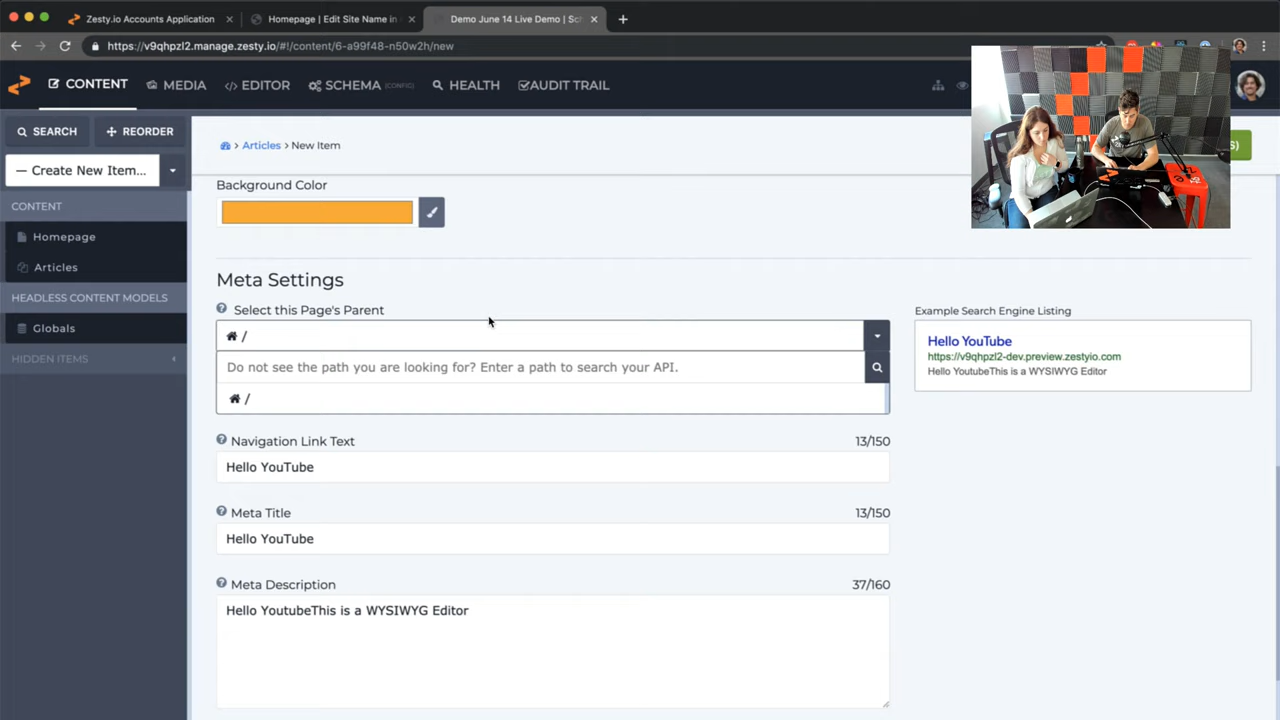 Zesty.io Accounts Application
Homepage | Edit Site Name in
Demo June 14 Live Demo | Sc
https://v9qhpzl2.manage.zesty.io/#!/content/6-a99f48-n50w2h/new
CONTENT
MEDIA
EDITOR
SCHEMA (CONFIG)
HEALTH
AUDIT TRAIL
SEARCH
REORDER
— Create New Item...
CONTENT
Homepage
Articles
HEADLESS CONTENT MODELS
Globals
HIDDEN ITEMS
> Articles > New Item
S)
Background Color
Meta Settings
Select this Page's Parent
/
Do not see the path you are looking for? Enter a path to search your API.
/
Navigation Link Text
13/150
Hello YouTube
Meta Title
13/150
Hello YouTube
Meta Description
37/160
Hello YoutubeThis is a WYSIWYG Editor
Example Search Engine Listing
Hello YouTube
https://v9qhpzl2-dev.preview.zestyio.com
Hello YoutubeThis is a WYSIWYG Editor